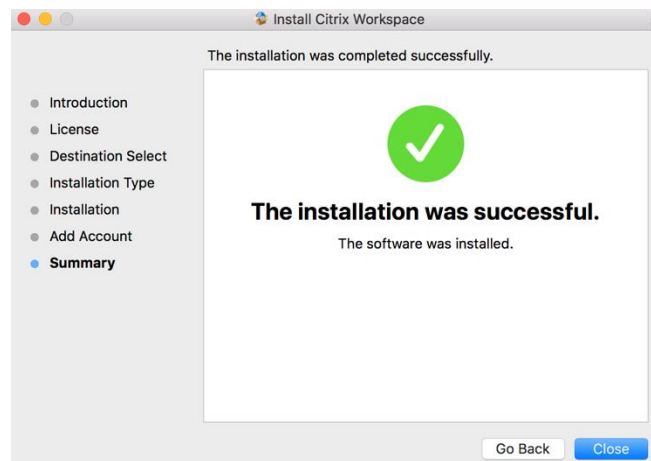 Install Citrix Workspace
The installation was completed successfully.
Introduction
License
Destination Select
Installation Type
Installation
Add Account
Summary
The installation was successful.
The software was installed.
Go Back
Close